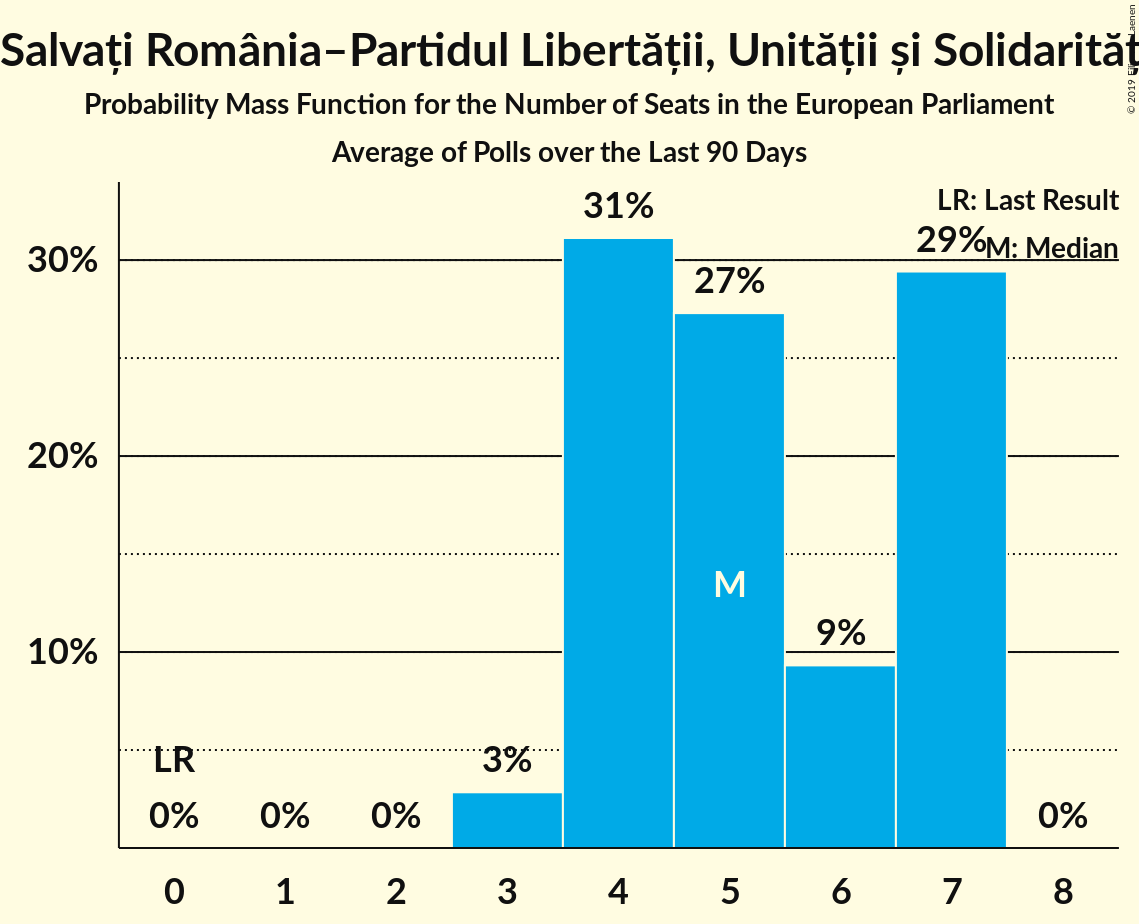 Salvați România–Partidul Libertății, Unității și Solidarităț
Probability Mass Function for the Number of Seats in the European Parliament
Average of Polls over the Last 90 Days
© 2019 Laenen
LR: Last Result
M: Median
31%
29%
27%
9%
3%
30%
20%
10%
M
LR
0% 0% 0% 0%
0 1 2 3 4 5 6 7 8